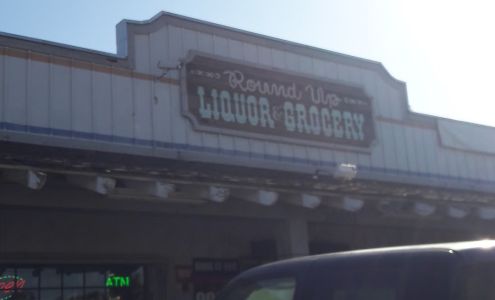 Round Up
LIQUOR & GROCERY
ATM